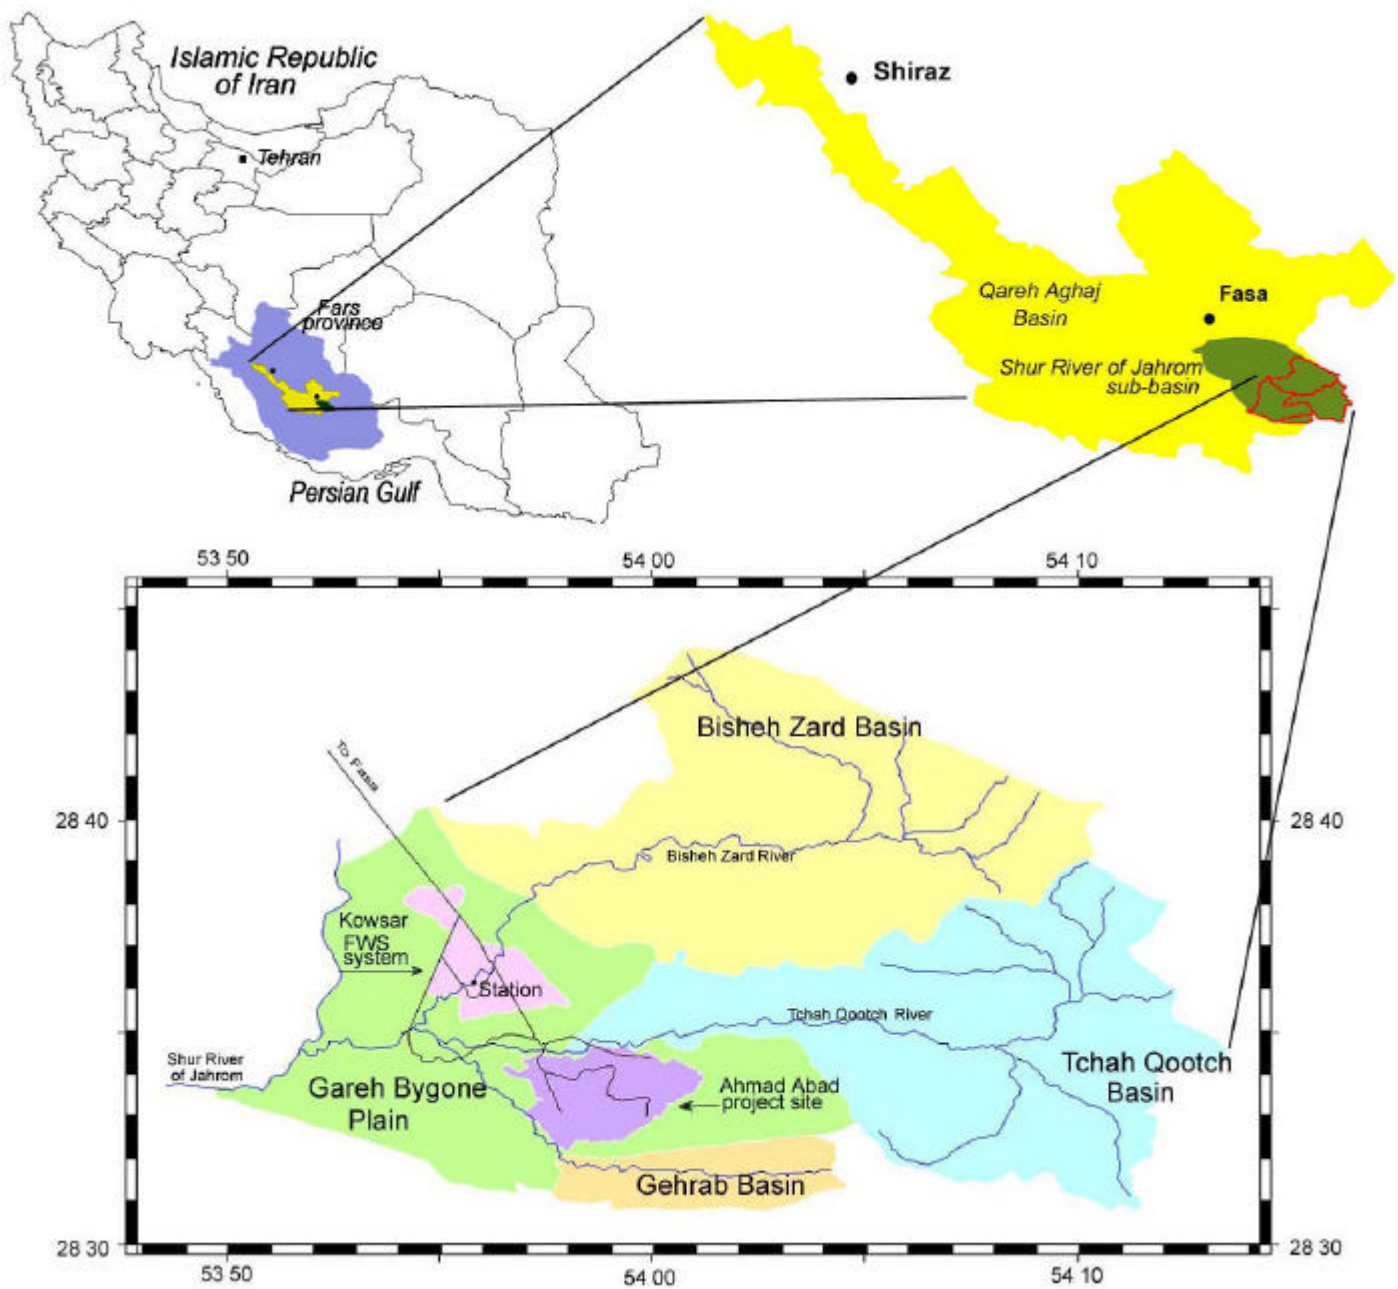 Islamic Republic
of Iran
Tehran
Fars
province
Persian Gulf
Shiraz
Qareh Aghaj
Basin
Fasa
Shur River of Jahrom
sub-basin
53 50
54 00
54 10
Bisheh Zard Basin
To Fasa
28 40
28 40
Bisheh Zard River
Kowsar
FWS
system
Station
Tchah Qootch River
Shur River
of Jahrom
Gareh Bygone
Plain
Ahmad Abad
project site
Tchah Qootch
Basin
Gehrab Basin
28 30
28 30
53 50
54 00
54 10